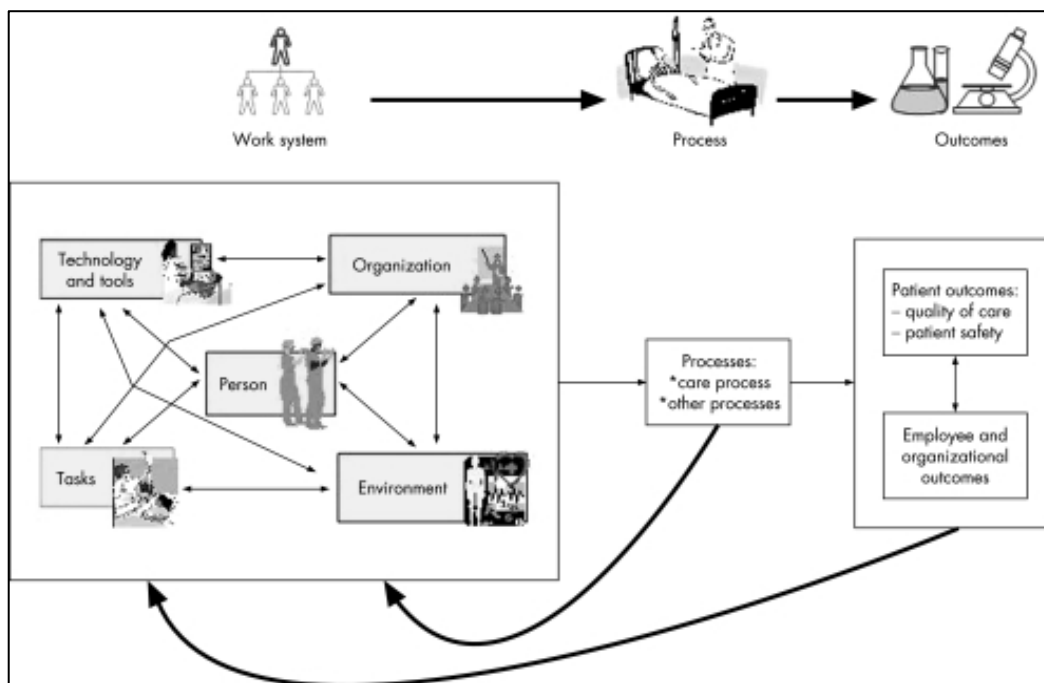 Work system
Process
Outcomes
Technology
and tools
Organization
Person
Tasks
Environment
Processes:
*care process
*other processes
Patient outcomes:
– quality of care
– patient safety
Employee and
organizational
outcomes